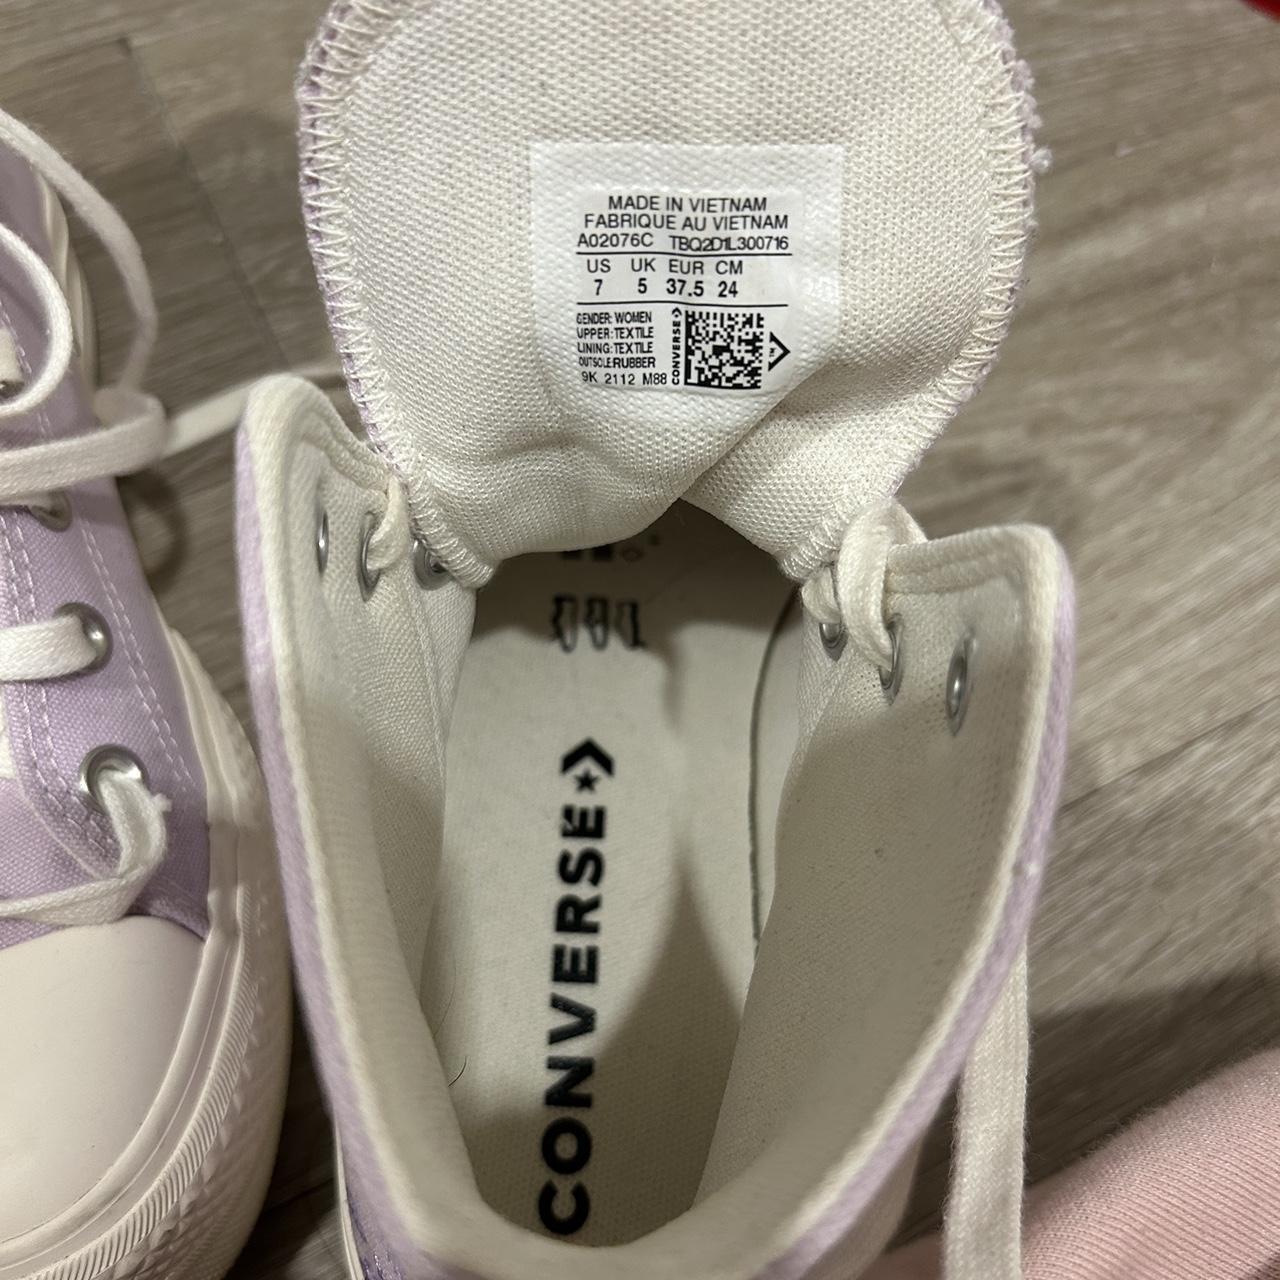 MADE IN VIETNAM
FABRIQUE AU VIETNAM
A02076C TBQ2D1L300716
US UK EUR CM
7 5 37.5 24
GENDER: WOMEN
UPPER: TEXTILE
LINING: TEXTILE
OUTSOLE: RUBBER
9K 2112 M88
CONVERSE
CONVERSE